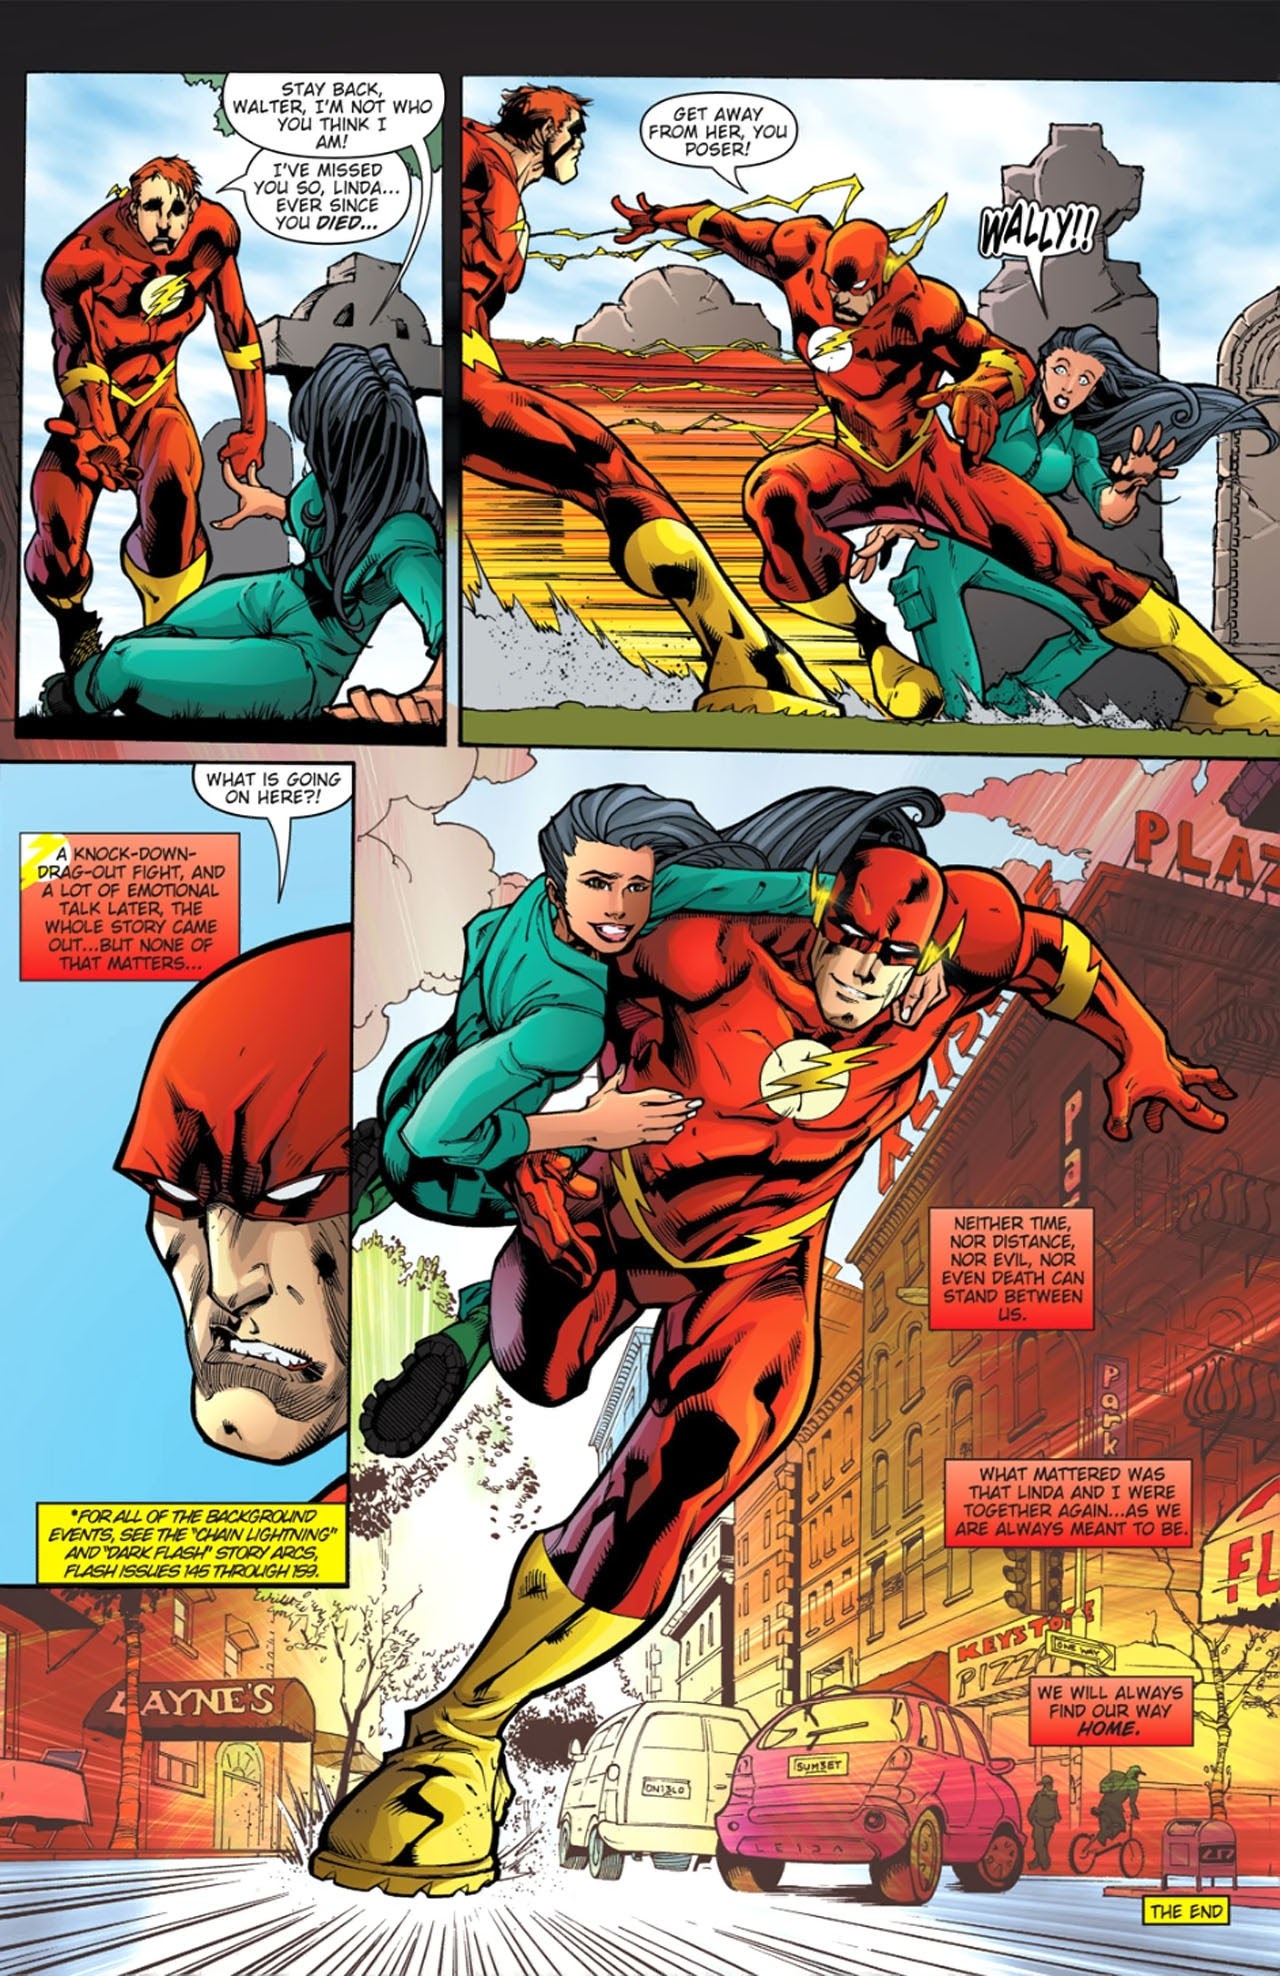 STAY BACK,
WALTER, I'M NOT WHO
YOU THINK I
AM!
I'VE MISSED
YOU SO, LINDA...
EVER SINCE
YOU DIED...
GET AWAY
FROM HER, YOU
POSER!
WALLY!!
WHAT IS GOING
ON HERE?!
A KNOCK-DOWN-
DRAG-OUT FIGHT, AND
A LOT OF EMOTIONAL
TALK LATER, THE
WHOLE STORY CAME
OUT...BUT NONE OF
THAT MATTERS...
*FOR ALL OF THE BACKGROUND
EVENTS, SEE THE "CHAIN LIGHTNING"
AND "DARK FLASH" STORY ARCS,
FLASH ISSUES 145 THROUGH 159.
PLAZ
NEITHER TIME,
NOR DISTANCE,
NOR EVIL, NOR
EVEN DEATH CAN
STAND BETWEEN
US.
Park
WHAT MATTERED WAS
THAT LINDA AND I WERE
TOGETHER AGAIN...AS WE
ARE ALWAYS MEANT TO BE.
FL
KEYSTONE
PIZZA
ONE WAY
WE WILL ALWAYS
FIND OUR WAY
HOME.
SUM3ET
LEIDA
THE END